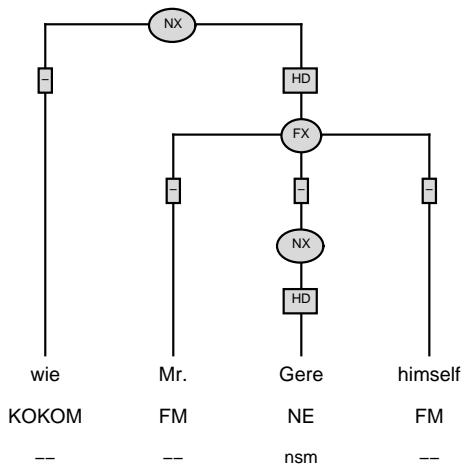 NX
– HD
FX
– – –
NX
HD
wie Mr. Gere himself
KOKOM FM NE FM
−− −− nsm −−